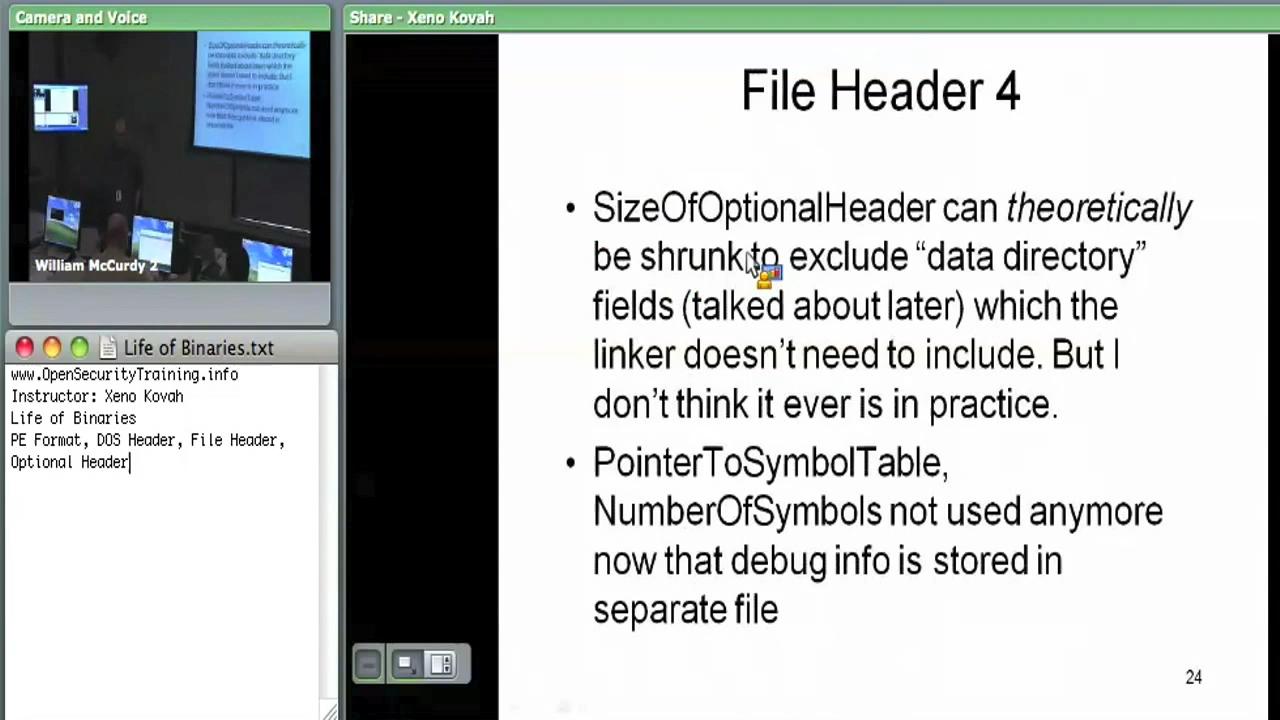 Camera and Voice
Share - Xeno Kovah
William McCurdy 2
Life of Binaries.txt
www.OpenSecurityTraining.info
Instructor: Xeno Kovah
Life of Binaries
PE Format, DOS Header, File Header,
Optional Header
File Header 4
• SizeOfOptionalHeader can theoretically
be shrunk to exclude “data directory”
fields (talked about later) which the
linker doesn’t need to include. But I
don’t think it ever is in practice.
• PointerToSymbolTable,
NumberOfSymbols not used anymore
now that debug info is stored in
separate file
24